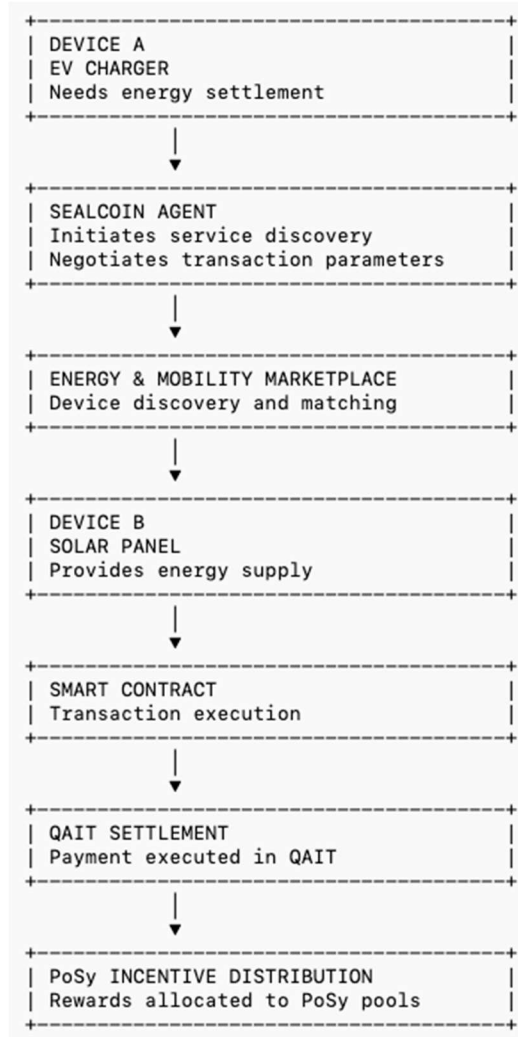 DEVICE A
EV CHARGER
Needs energy settlement
SEALCOIN AGENT
Initiates service discovery
Negotiates transaction parameters
ENERGY & MOBILITY MARKETPLACE
Device discovery and matching
DEVICE B
SOLAR PANEL
Provides energy supply
SMART CONTRACT
Transaction execution
QAIT SETTLEMENT
Payment executed in QAIT
PoSy INCENTIVE DISTRIBUTION
Rewards allocated to PoSy pools